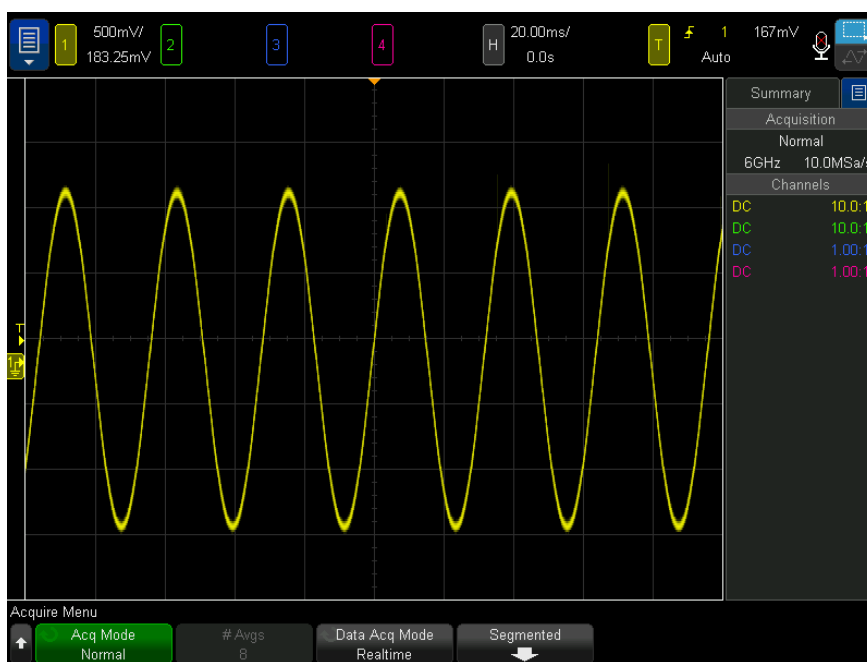 500mV/
1
183.25mV
2
3
4
H
20.00ms/
0.0s
T
1
167mV
Auto
Summary
Acquisition
Normal
6GHz 10.0MSa/s
Channels
DC 10.0:1
DC 10.0:1
DC 1.00:1
DC 1.00:1
T
1
Acquire Menu
Acq Mode
Normal
# Avgs
8
Data Acq Mode
Realtime
Segmented